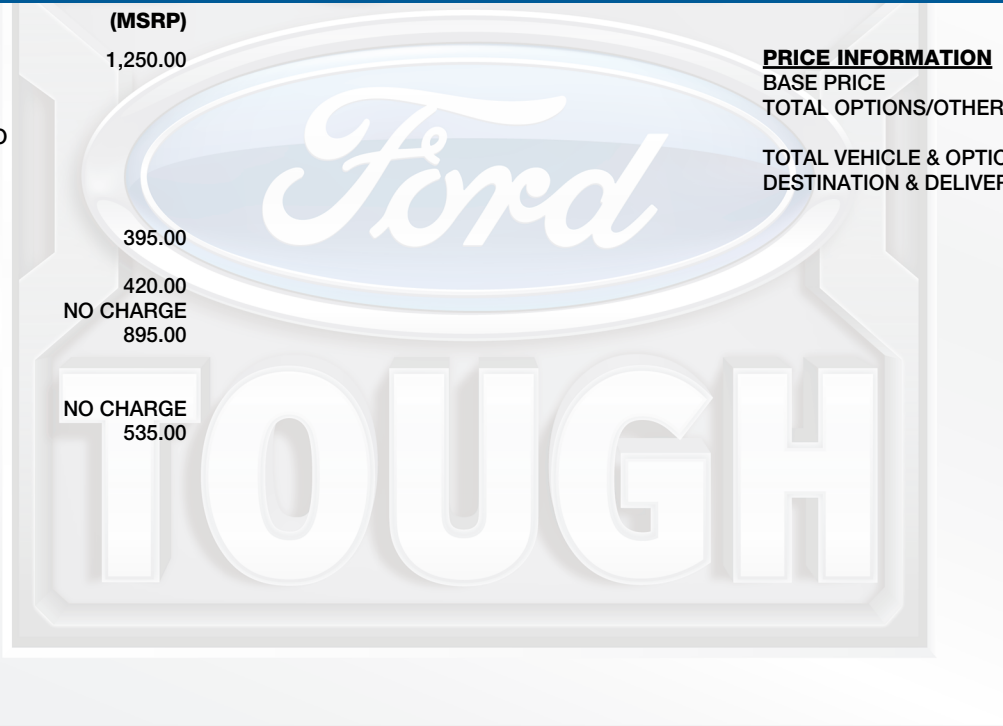 (MSRP)
1,250.00
395.00
420.00
NO CHARGE
895.00
NO CHARGE
535.00
PRICE INFORMATION
BASE PRICE
TOTAL OPTIONS/OTHER
TOTAL VEHICLE & OPTIO
DESTINATION & DELIVER
Ford
TOUGH